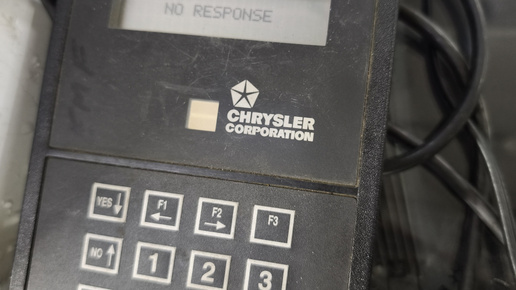 NO RESPONSE
CHRYSLER
CORPORATION
YES↓ F1← F2→ F3
NO↑ 1 2 3